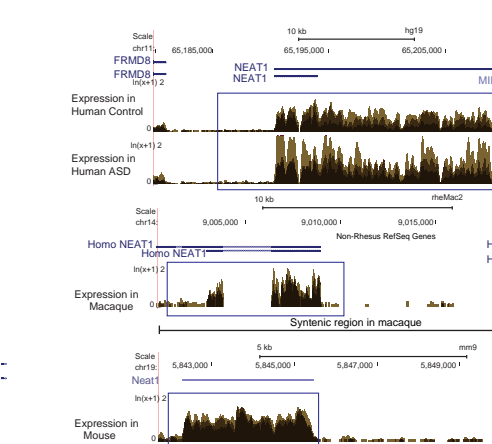 10 kb hg19
Scale
chr11: 65,185,000 65,195,000 65,205,000
FRMD8
FRMD8
NEAT1
NEAT1
ln(x+1) 2
Expression in
Human Control
0
ln(x+1) 2
Expression in
Human ASD
0
10 kb rheMac2
Scale
chr14: 9,005,000 9,010,000 9,015,000
Non-Rhesus RefSeq Genes
Homo NEAT1
Homo NEAT1
ln(x+1) 2
Expression in
Macaque
0
Syntenic region in macaque
5 kb mm9
Scale
chr19: 5,843,000 5,845,000 5,847,000 5,849,000
Neat1
ln(x+1) 2
Expression in
Mouse
0